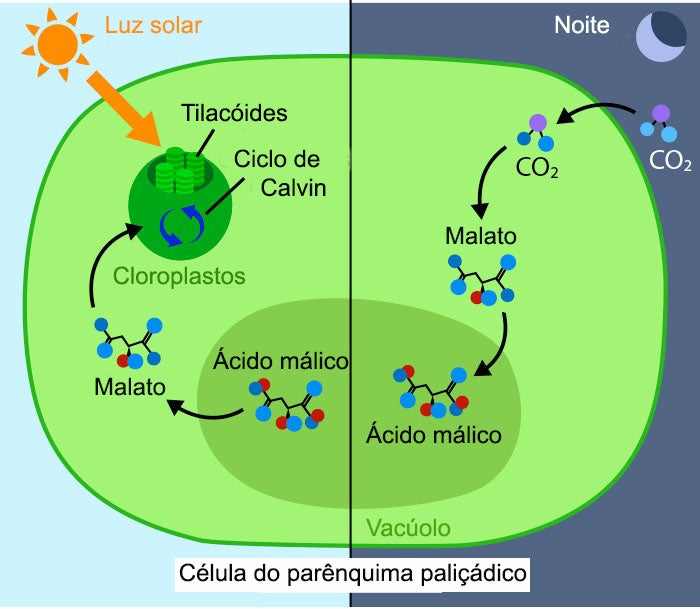 Luz solar
Noite
Tilacóides
Ciclo de
Calvin
Cloroplastos
Malato
Ácido málico
CO₂
CO₂
Malato
Ácido málico
Vacúolo
Célula do parênquima paliçádico